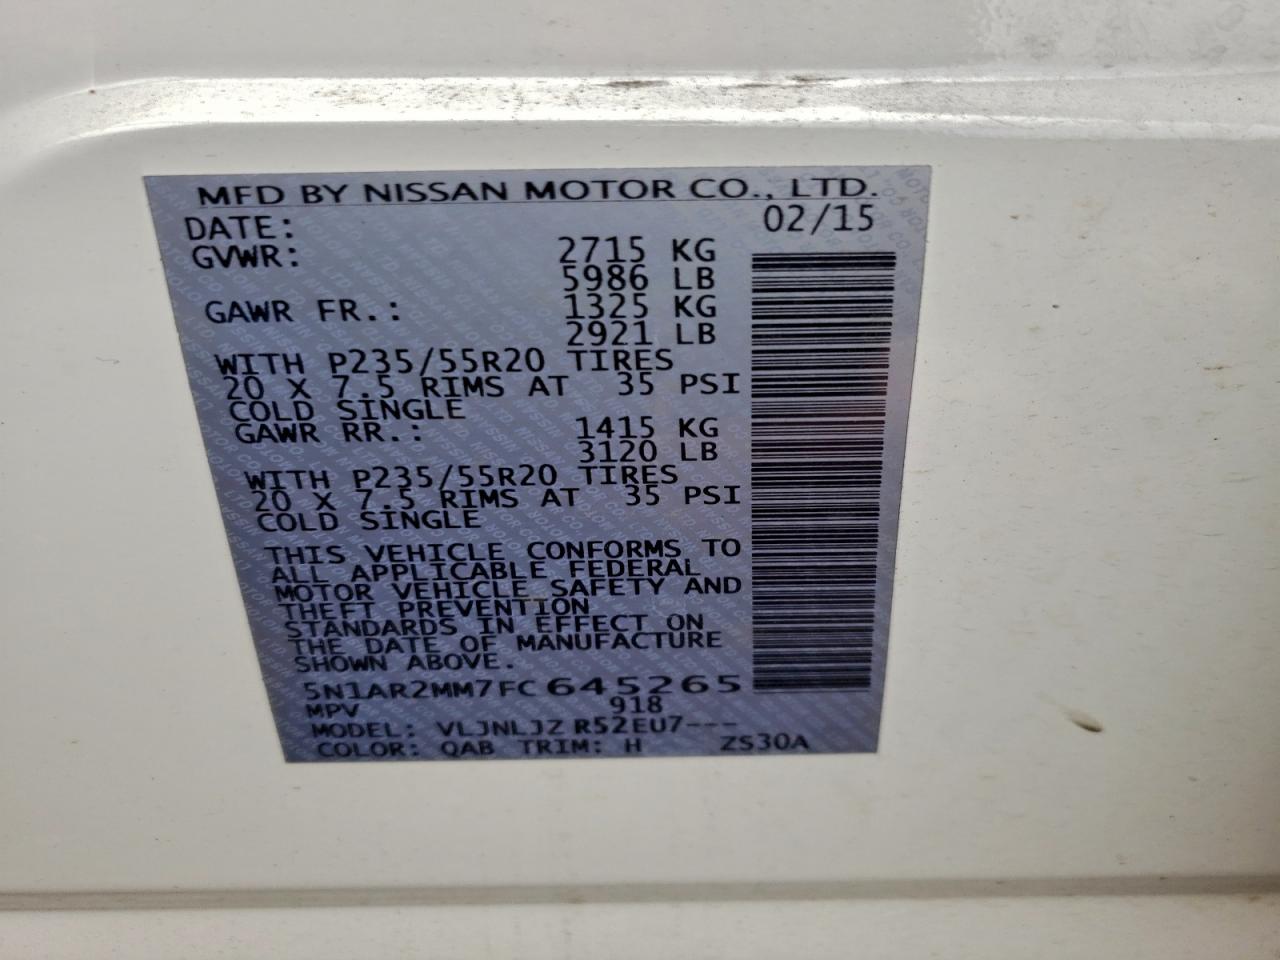 MFD BY NISSAN MOTOR CO., LTD.
DATE: 02/15
GVWR: 2715 KG
5986 LB
GAWR FR.: 1325 KG
2921 LB
WITH P235/55R20 TIRES
20 X 7.5 RIMS AT 35 PSI
COLD SINGLE
GAWR RR.: 1415 KG
3120 LB
WITH P235/55R20 TIRES
20 X 7.5 RIMS AT 35 PSI
COLD SINGLE
THIS VEHICLE CONFORMS TO
ALL APPLICABLE FEDERAL
MOTOR VEHICLE SAFETY AND
THEFT PREVENTION
STANDARDS IN EFFECT ON
THE DATE OF MANUFACTURE
SHOWN ABOVE.
5N1AR2MM7FC645265
MPV 918
MODEL: VLJNLJZ R52EU7---
COLOR: QAB TRIM: H ZS30A